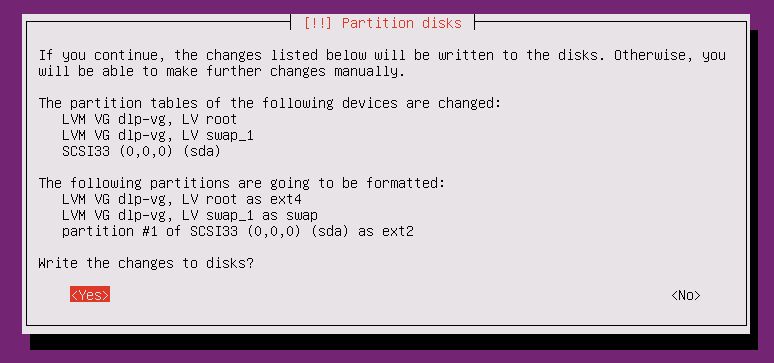 [!!] Partition disks
If you continue, the changes listed below will be written to the disks. Otherwise, you
will be able to make further changes manually.
The partition tables of the following devices are changed:
LVM VG dlp-vg, LV root
LVM VG dlp-vg, LV swap_1
SCSI33 (0,0,0) (sda)
The following partitions are going to be formatted:
LVM VG dlp-vg, LV root as ext4
LVM VG dlp-vg, LV swap_1 as swap
partition #1 of SCSI33 (0,0,0) (sda) as ext2
Write the changes to disks?
<Yes> <No>